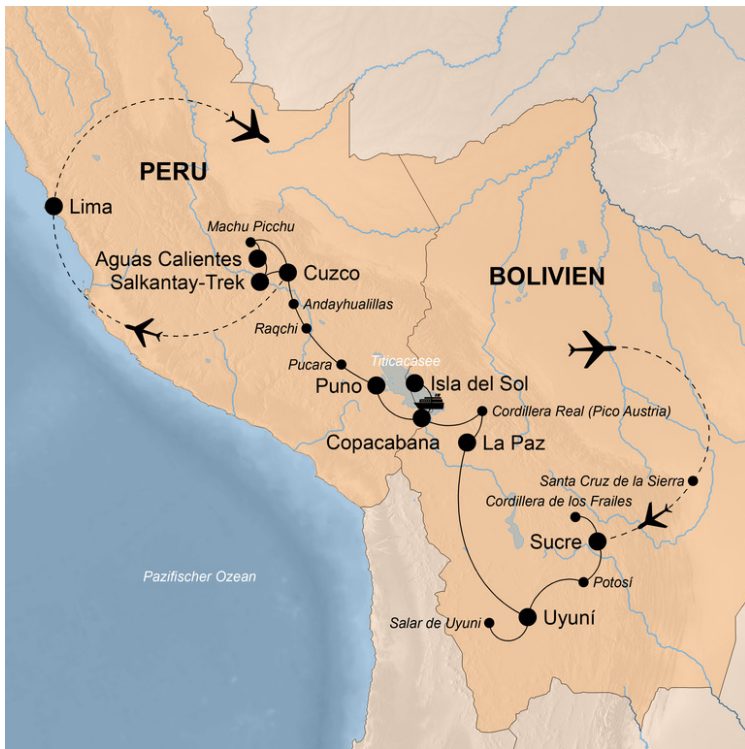 PERU
Lima
Machu Picchu
Aguas Calientes
Salkantay-Trek
Cuzco
BOLIVIEN
Andayhualillas
Raqchi
Pucara
Titicacasee
Puno
Isla del Sol
Cordillera Real (Pico Austria)
Copacabana
La Paz
Santa Cruz de la Sierra
Cordillera de los Frailes
Sucre
Pazifischer Ozean
Potosí
Salar de Uyuni
Uyuní